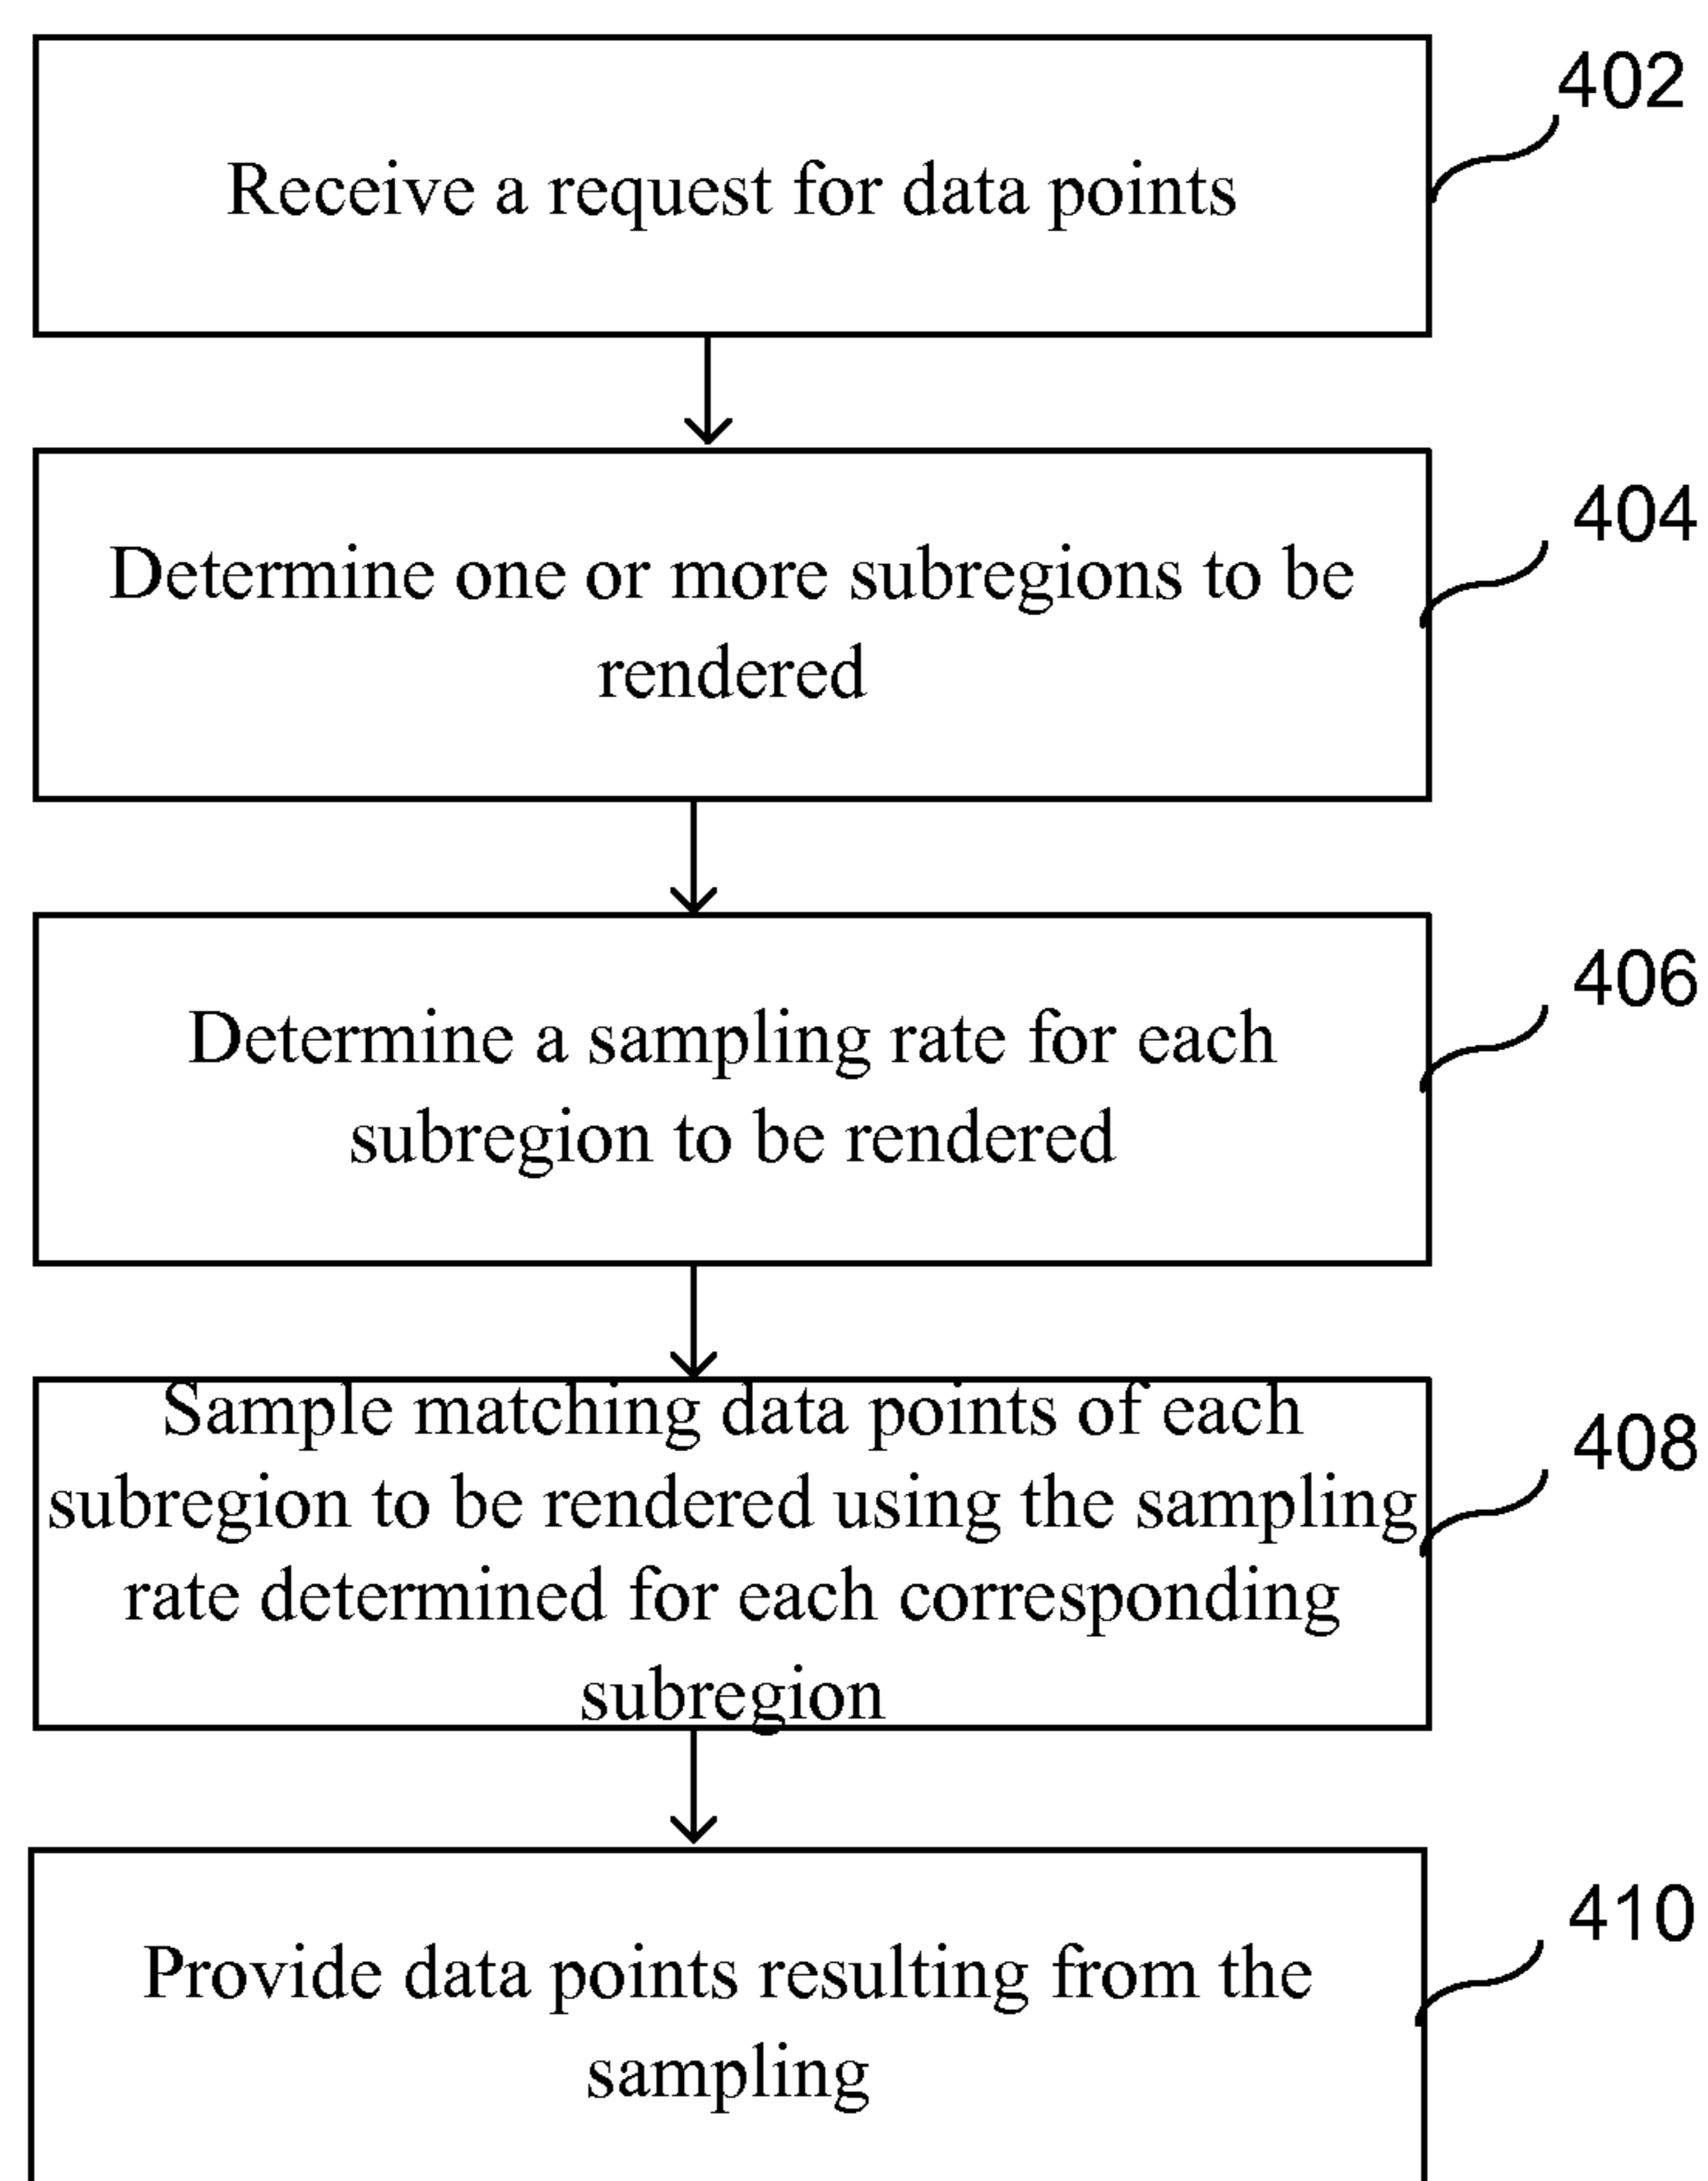 402
Receive a request for data points
404
Determine one or more subregions to be
rendered
406
Determine a sampling rate for each
subregion to be rendered
408
Sample matching data points of each
subregion to be rendered using the sampling
rate determined for each corresponding
subregion
410
Provide data points resulting from the
sampling